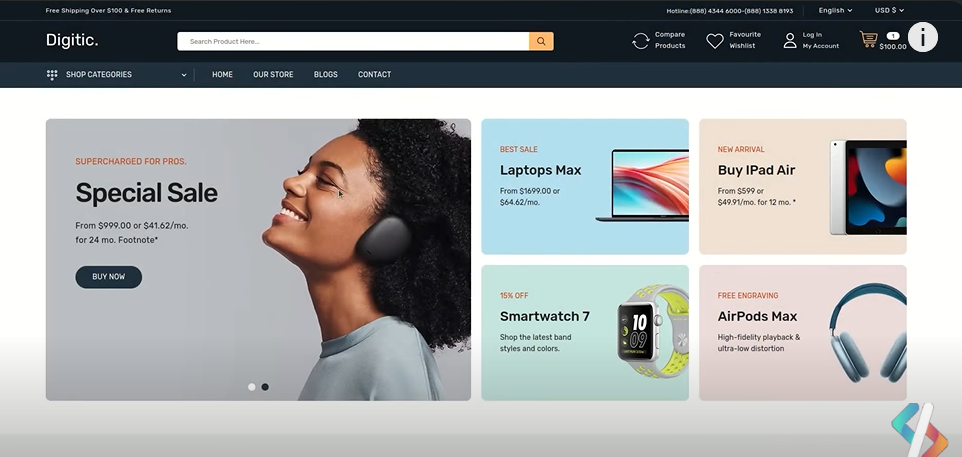 Free Shipping Over $100 & Free Returns
Hotline:(888) 4344 6000-(888) 1338 8193
English
USD $
Digitic.
Search Product Here...
Compare
Products
Favourite
Wishlist
Log In
My Account
1
$100.00
i
SHOP CATEGORIES
HOME
OUR STORE
BLOGS
CONTACT
SUPERCHARGED FOR PROS.
Special Sale
From $999.00 or $41.62/mo.
for 24 mo. Footnote*
BUY NOW
BEST SALE
Laptops Max
From $1699.00 or
$64.62/mo.
NEW ARRIVAL
Buy IPad Air
From $599 or
$49.91/mo. for 12 mo. *
15% OFF
Smartwatch 7
Shop the latest band
styles and colors.
10
09
FREE ENGRAVING
AirPods Max
High-fidelity playback &
ultra-low distortion